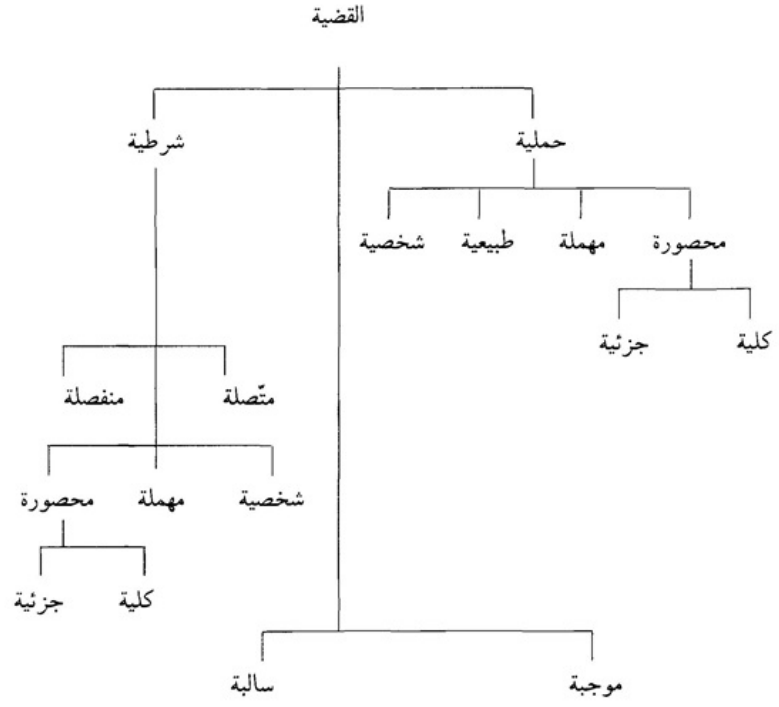 القضية
حملية شرطية
محصورة مهملة طبيعية شخصية
كلية جزئية
متّصلة منفصلة
شخصية مهملة محصورة
كلية جزئية
موجبة سالبة